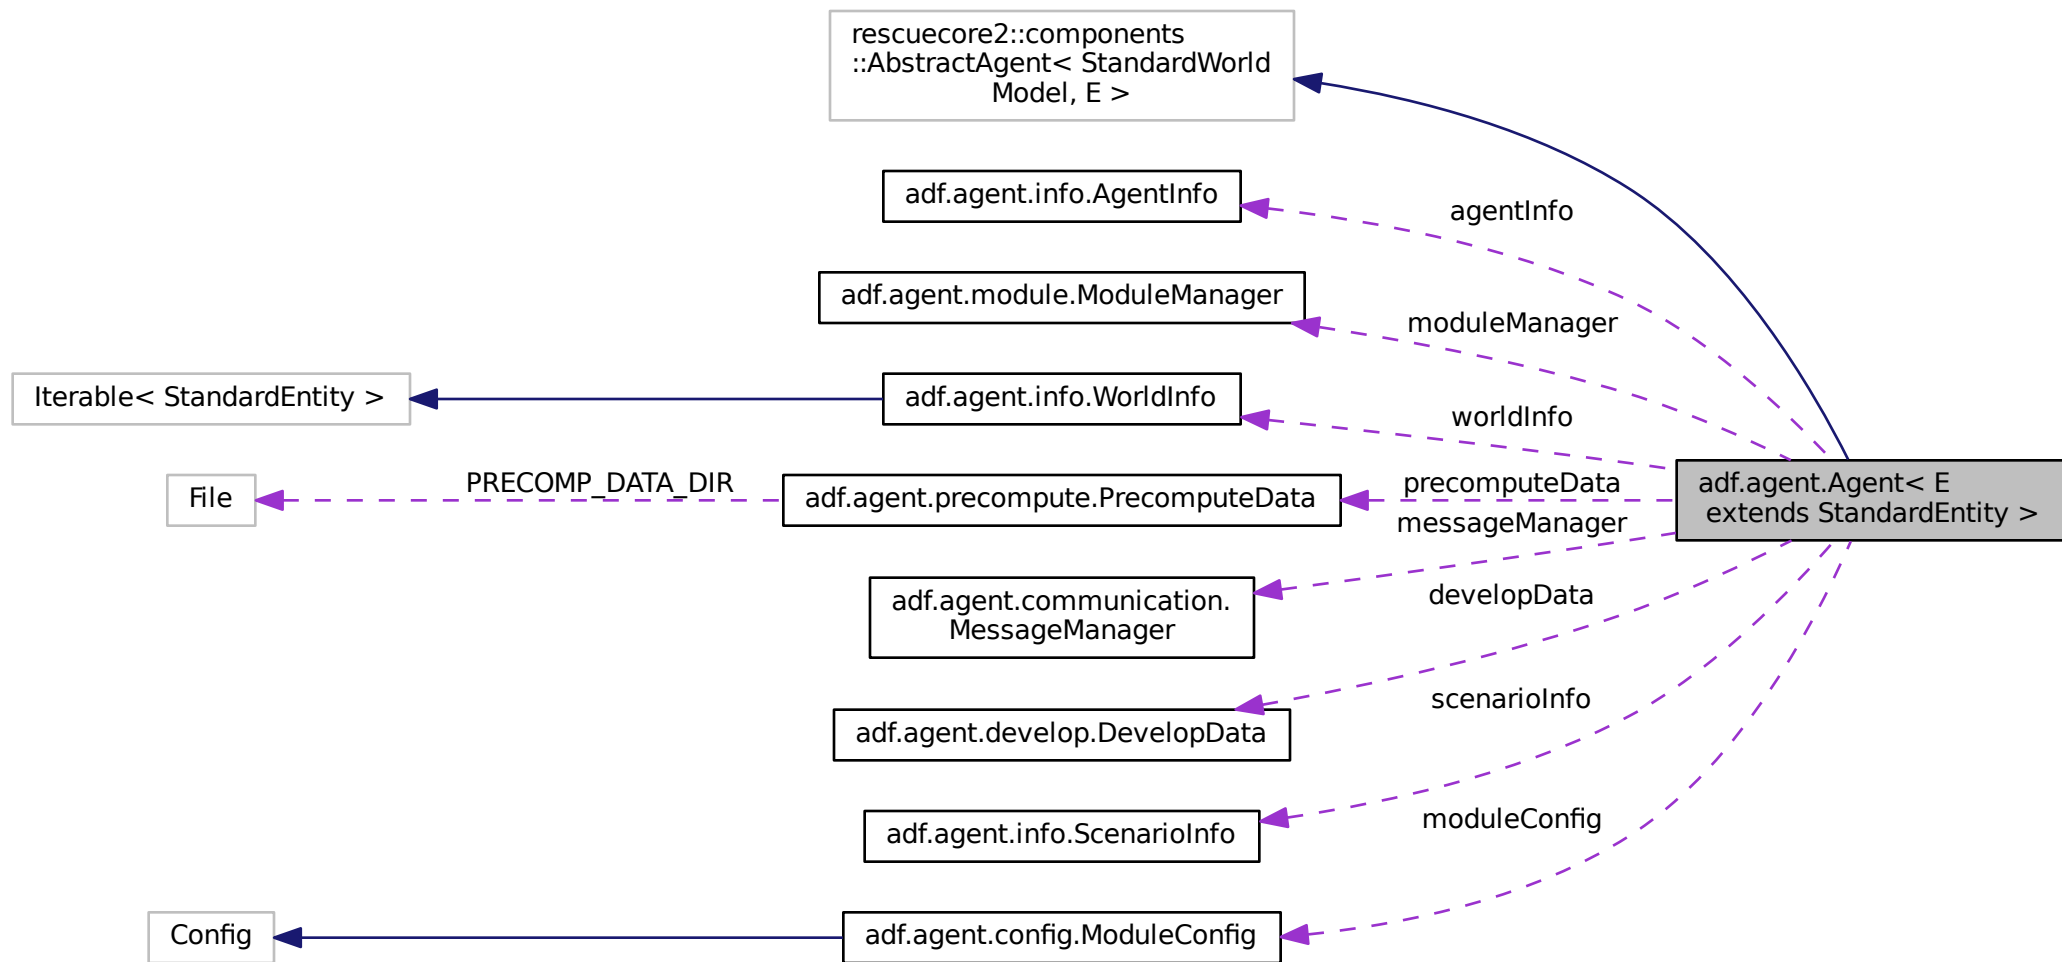 rescuecore2::components
::AbstractAgent< StandardWorld
Model, E >
adf.agent.info.AgentInfo
agentInfo
adf.agent.module.ModuleManager
moduleManager
Iterable< StandardEntity >
adf.agent.info.WorldInfo
worldInfo
File
PRECOMP_DATA_DIR
adf.agent.precompute.PrecomputeData
precomputeData
adf.agent.Agent< E
extends StandardEntity >
messageManager
adf.agent.communication.
MessageManager
developData
adf.agent.develop.DevelopData
scenarioInfo
adf.agent.info.ScenarioInfo
moduleConfig
Config
adf.agent.config.ModuleConfig